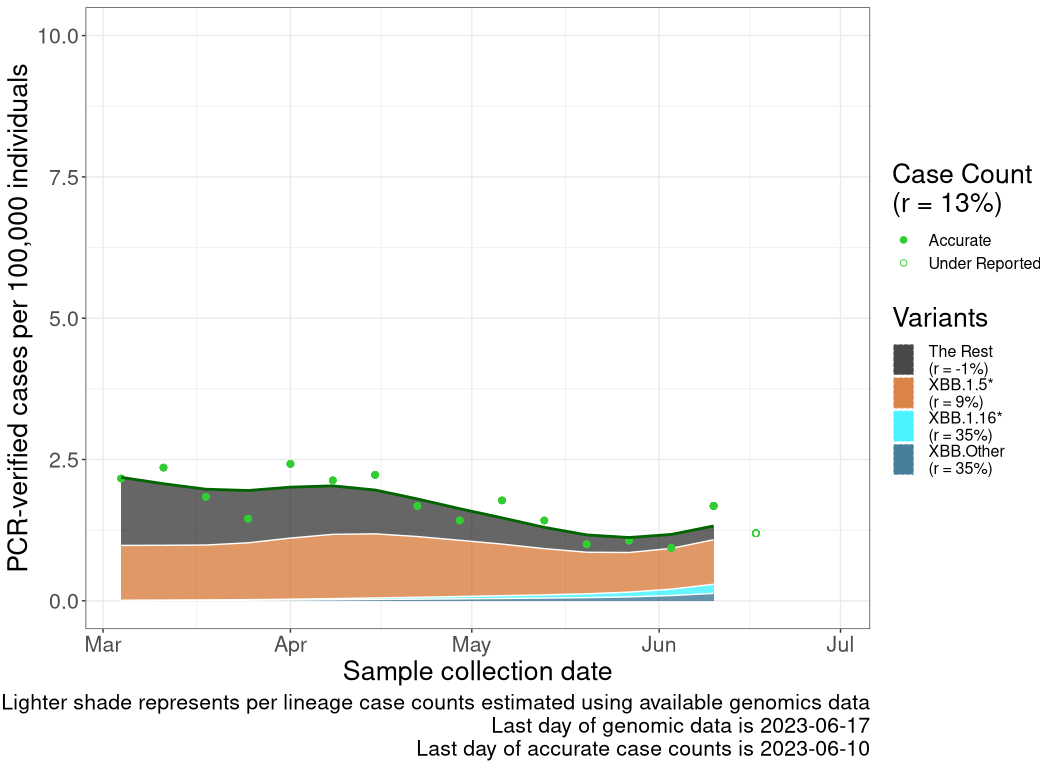 PCR-verified cases per 100,000 individuals
10.0
7.5
5.0
2.5
0.0
Mar
Apr
May
Jun
Jul
Sample collection date
Case Count
(r = 13%)
Accurate
Under Reported
Variants
The Rest
(r = -1%)
XBB.1.5*
(r = 9%)
XBB.1.16*
(r = 35%)
XBB.Other
(r = 35%)
Lighter shade represents per lineage case counts estimated using available genomics data
Last day of genomic data is 2023-06-17
Last day of accurate case counts is 2023-06-10